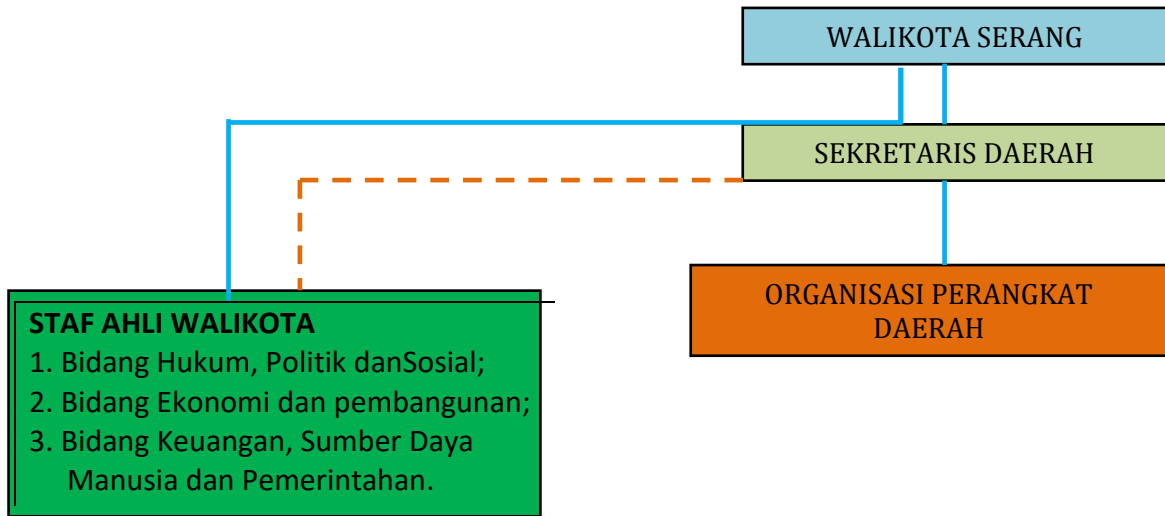 WALIKOTA SERANG
SEKRETARIS DAERAH
ORGANISASI PERANGKAT
DAERAH
STAF AHLI WALIKOTA
1. Bidang Hukum, Politik danSosial;
2. Bidang Ekonomi dan pembangunan;
3. Bidang Keuangan, Sumber Daya
Manusia dan Pemerintahan.